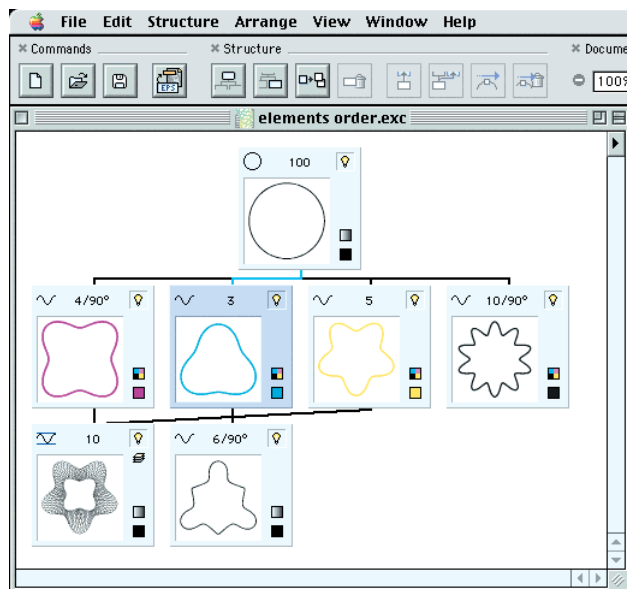 File Edit Structure Arrange View Window Help
Commands Structure Docume
EPS 100%
elements order.exc
100
4/90° 3 5 10/90°
10 6/90°